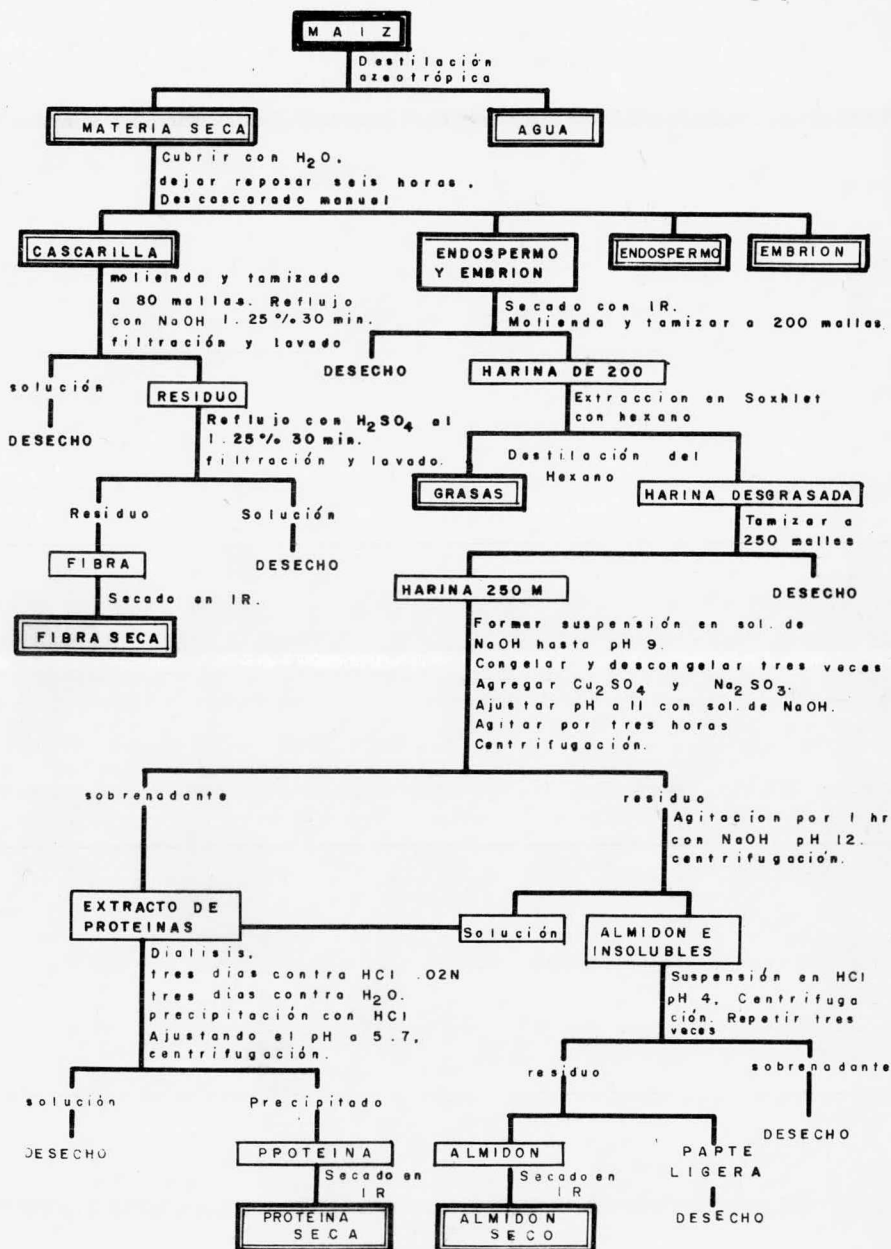 MAIZ
Destilación
azeotrópica
MATERIA SECA
AGUA
Cubrir con H2O,
dejar reposar seis horas,
Descascarado manual
CASCARILLA
ENDOSPERMO
Y EMBRION
ENDOSPERMO
EMBRION
molienda y tamizado
a 80 mallas. Reflujo
con NaOH 1.25% 30 min.
filtración y lavado
Secado con IR.
Molienda y tamizar a 200 mallas.
solución
DESECHO
RESIDUO
DESECHO
HARINA DE 200
Extraccion en Soxhlet
con hexano
Reflujo con H2SO4 al
1.25% 30 min.
filtración y lavado.
Destilación del
Hexano
GRASAS
HARINA DESGRASADA
Tamizar a
250 malles
Residuo
Solución
FIBRA
DESECHO
HARINA 250 M
DESECHO
Secado en IR.
FIBRA SECA
Formar suspensión en sol. de
NaOH hasta pH 9.
Congelar y descongelar tres veces
Agregar Cu2SO4 y Na2SO3.
Ajustar pH a 11 con sol. de NaOH.
Agitar por tres horas
Centrifugación.
sobrenadante
residuo
Agitacion por 1 hr
con NaOH pH 12.
centrifugación.
EXTRACTO DE
PROTEINAS
Solución
ALMIDON E
INSOLUBLES
Dialisis,
tres dias contra HCl .02N
tres dias contra H2O.
precipitación con HCl
Ajustando el pH a 5.7,
centrifugación.
Suspensión en HCl
pH 4, Centrifuga
ción. Repetir tres
veces
solución
Precipitado
residuo
sobrenadante
DESECHO
PROTEINA
ALMIDON
PAPTE
LIGERA
DESECHO
Secado en
IR
Secado en
IR
DESECHO
PROTEINA
SECA
ALMIDON
SECO